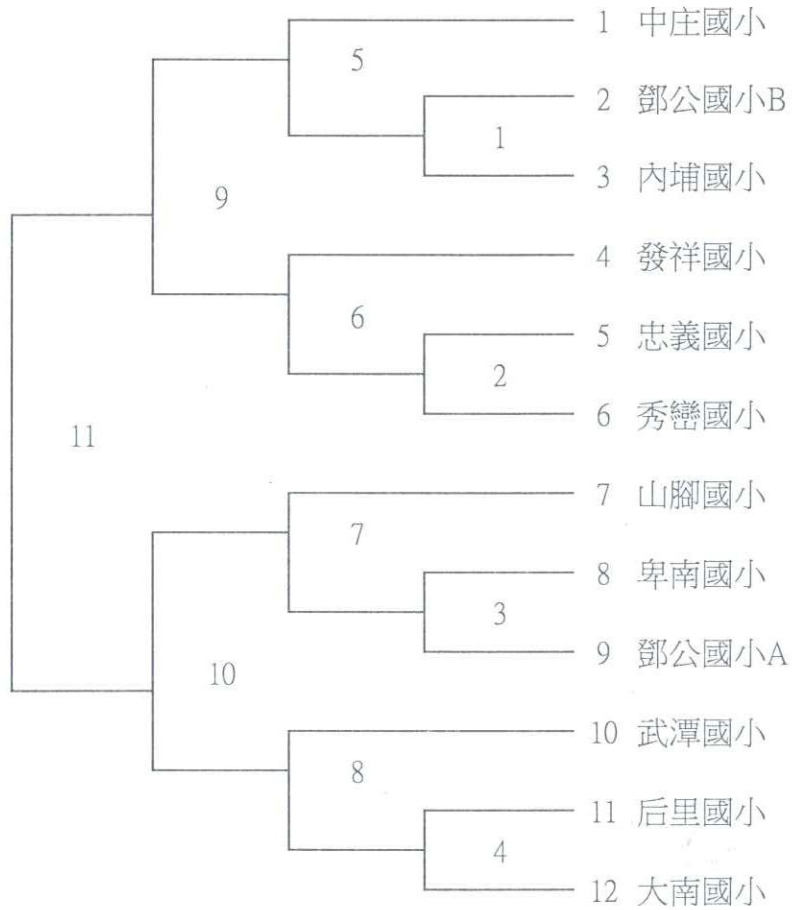 1 中庄國小
5
2 鄧公國小B
1
3 內埔國小
9
4 發祥國小
6
5 忠義國小
2
6 秀巒國小
11
7 山腳國小
7
8 卑南國小
3
9 鄧公國小A
10
10 武潭國小
8
11 后里國小
4
12 大南國小